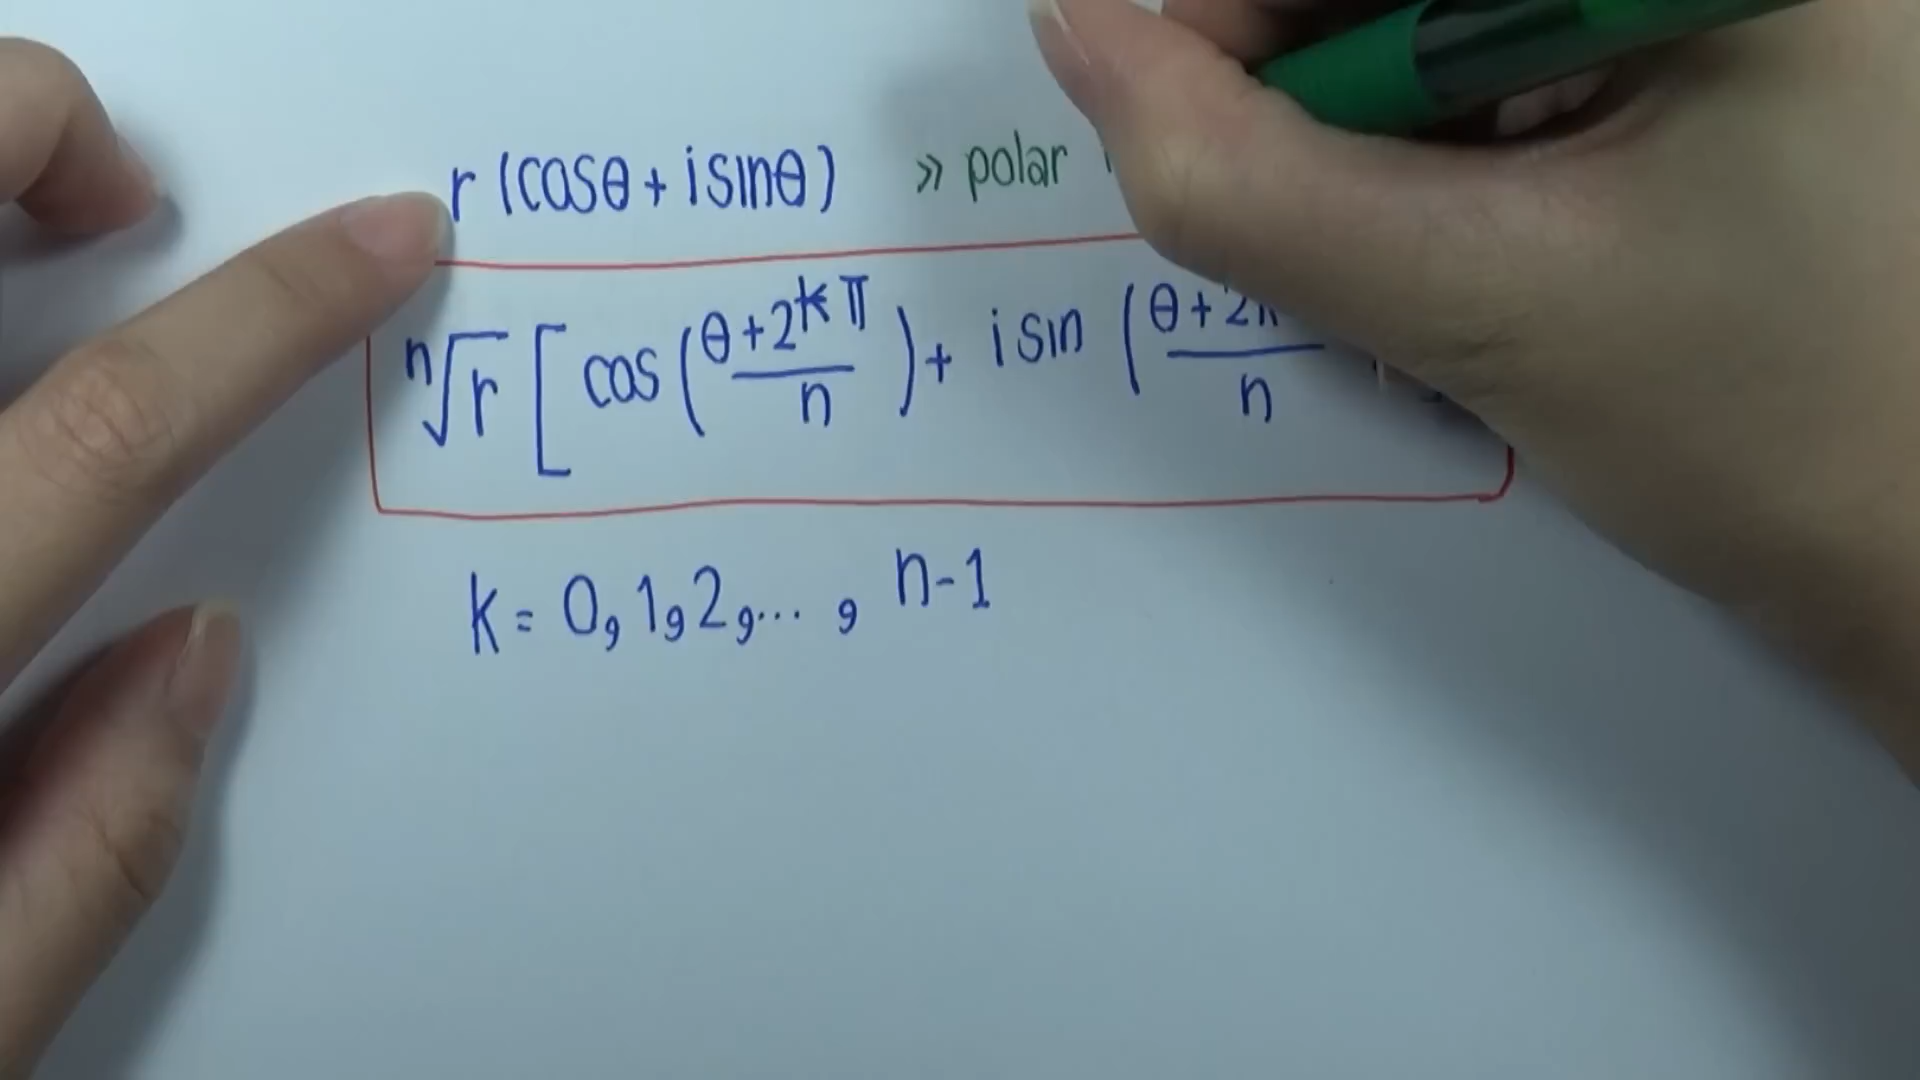 r (cosθ + i sinθ) » polar
ⁿ√r [ cos ( (θ + 2kπ) / n ) + i sin ( (θ + 2 / n
k = 0, 1, 2, ... , n - 1